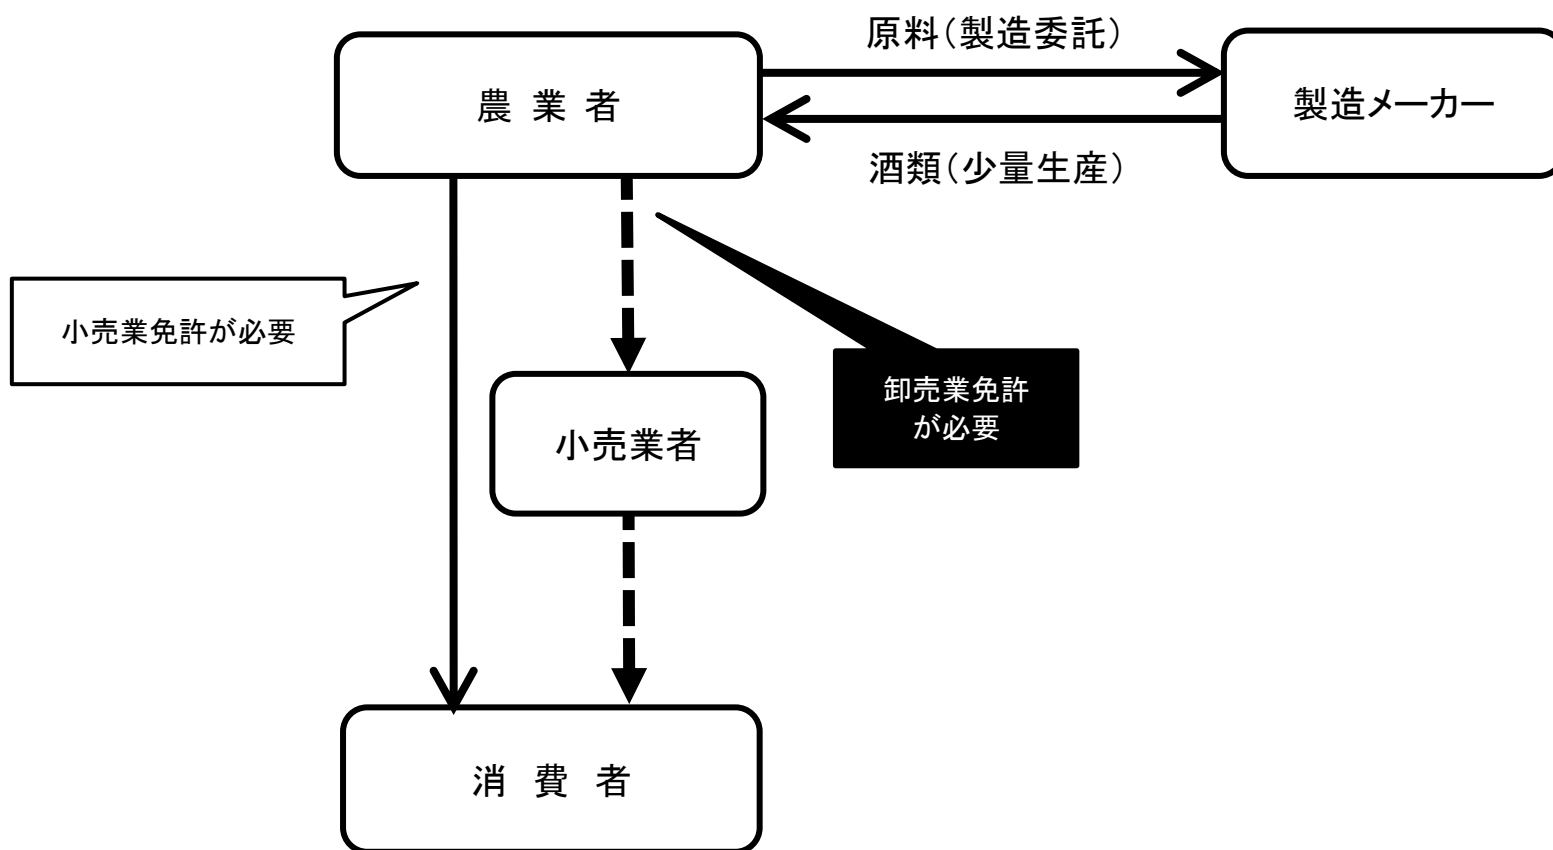 原料（製造委託）
農業者
製造メーカー
酒類（少量生産）
小売業免許が必要
卸売業免許
が必要
小売業者
消費者